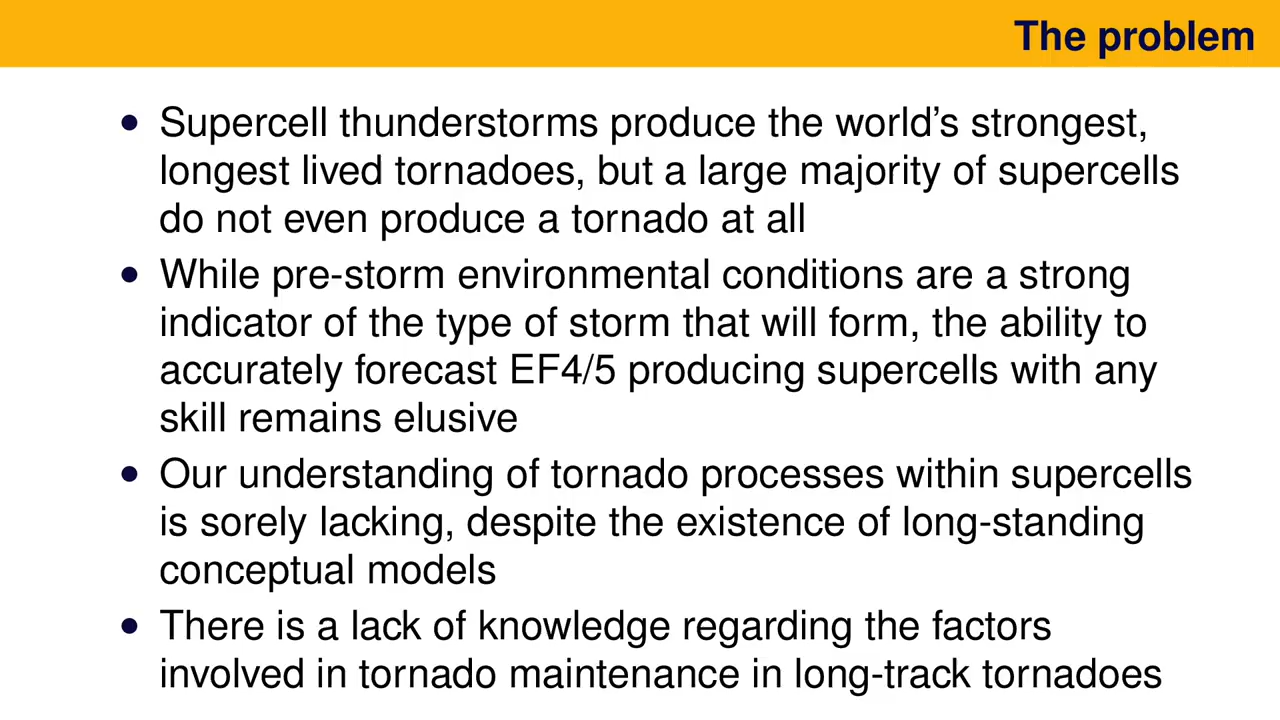 The problem
• Supercell thunderstorms produce the world's strongest,
longest lived tornadoes, but a large majority of supercells
do not even produce a tornado at all
• While pre-storm environmental conditions are a strong
indicator of the type of storm that will form, the ability to
accurately forecast EF4/5 producing supercells with any
skill remains elusive
• Our understanding of tornado processes within supercells
is sorely lacking, despite the existence of long-standing
conceptual models
• There is a lack of knowledge regarding the factors
involved in tornado maintenance in long-track tornadoes